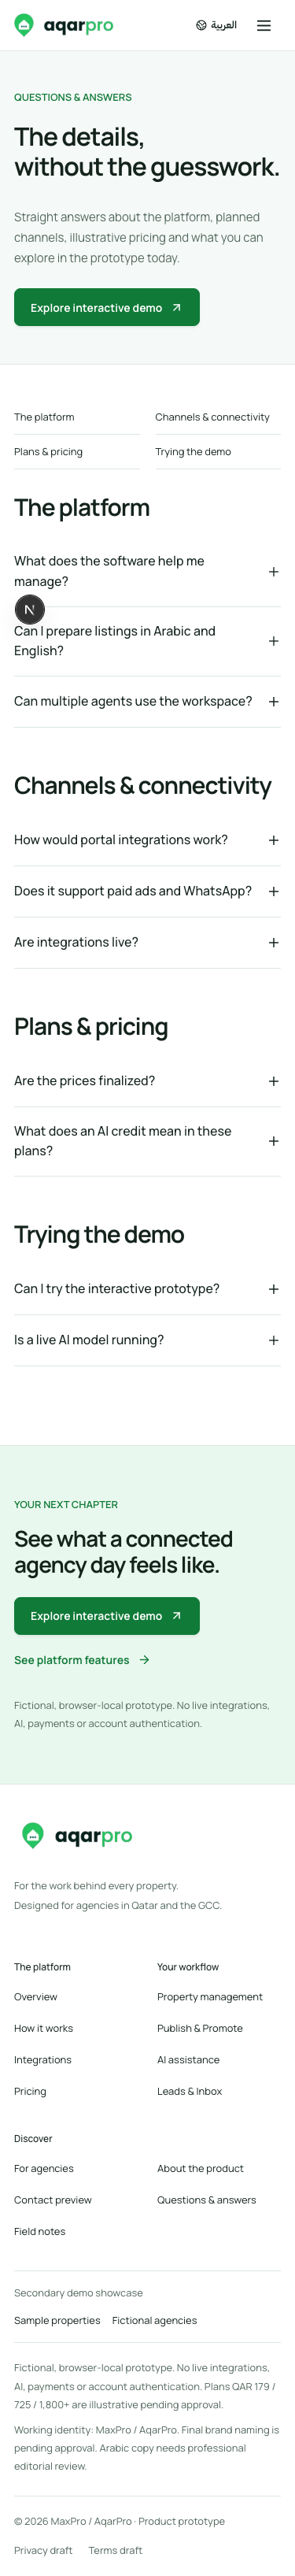 aqarpro
العربية
QUESTIONS & ANSWERS
The details,
without the guesswork.
Straight answers about the platform, planned
channels, illustrative pricing and what you can
explore in the prototype today.
Explore interactive demo
The platform
Channels & connectivity
Plans & pricing
Trying the demo
The platform
What does the software help me
manage?
N
Can I prepare listings in Arabic and
English?
Can multiple agents use the workspace?
Channels & connectivity
How would portal integrations work?
Does it support paid ads and WhatsApp?
Are integrations live?
Plans & pricing
Are the prices finalized?
What does an AI credit mean in these
plans?
Trying the demo
Can I try the interactive prototype?
Is a live AI model running?
YOUR NEXT CHAPTER
See what a connected
agency day feels like.
Explore interactive demo
See platform features
Fictional, browser-local prototype. No live integrations,
AI, payments or account authentication.
aqarpro
For the work behind every property.
Designed for agencies in Qatar and the GCC.
The platform
Overview
How it works
Integrations
Pricing
Your workflow
Property management
Publish & Promote
AI assistance
Leads & Inbox
Discover
For agencies
About the product
Contact preview
Questions & answers
Field notes
Secondary demo showcase
Sample properties
Fictional agencies
Fictional, browser-local prototype. No live integrations,
AI, payments or account authentication. Plans QAR 179 /
725 / 1,800+ are illustrative pending approval.
Working identity: MaxPro / AqarPro. Final brand naming is
pending approval. Arabic copy needs professional
editorial review.
© 2026 MaxPro / AqarPro · Product prototype
Privacy draft
Terms draft